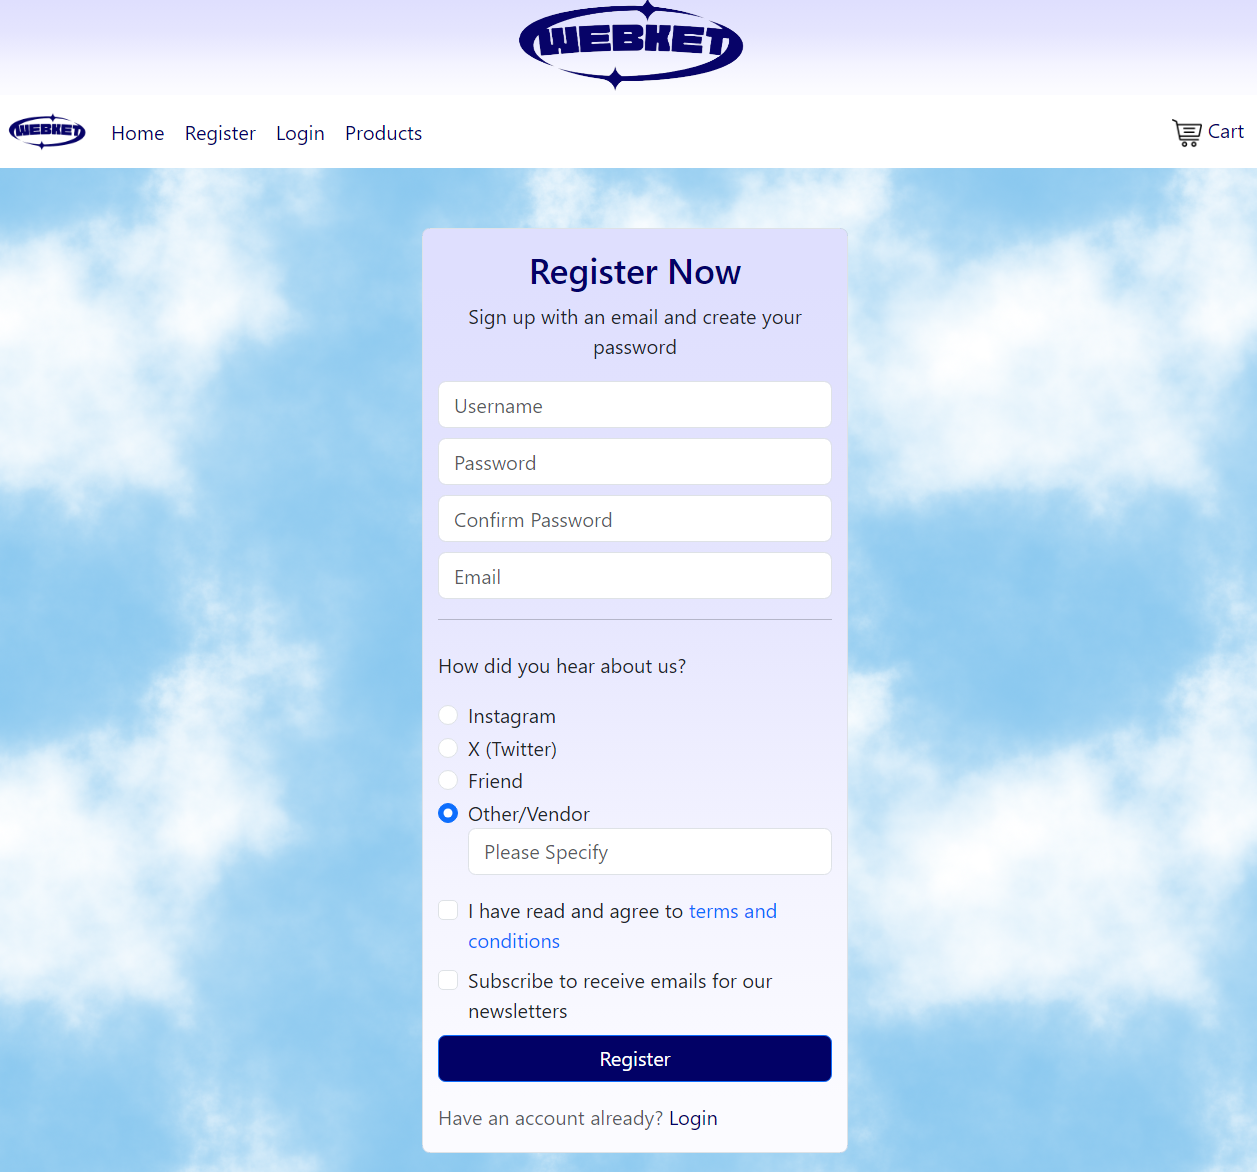 WEBKET
WEBKET Home Register Login Products Cart
Register Now
Sign up with an email and create your
password
Username
Password
Confirm Password
Email
How did you hear about us?
Instagram
X (Twitter)
Friend
Other/Vendor
Please Specify
I have read and agree to terms and
conditions
Subscribe to receive emails for our
newsletters
Register
Have an account already? Login